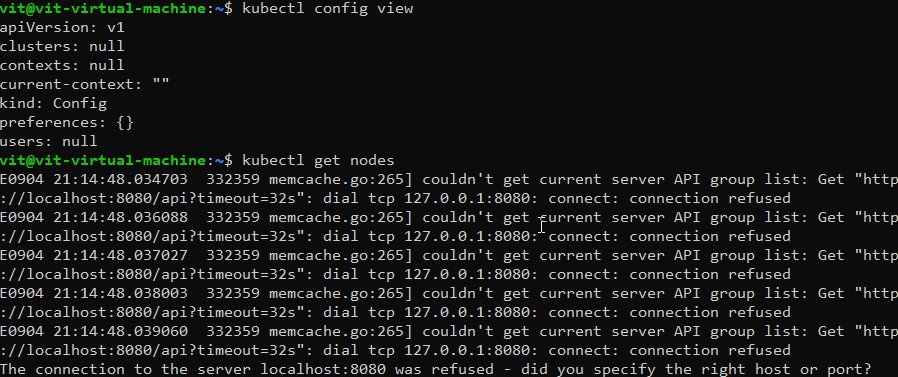 vit@vit-virtual-machine:~$ kubectl config view
apiVersion: v1
clusters: null
contexts: null
current-context: ""
kind: Config
preferences: {}
users: null
vit@vit-virtual-machine:~$ kubectl get nodes
E0904 21:14:48.034703  332359 memcache.go:265] couldn't get current server API group list: Get "http
://localhost:8080/api?timeout=32s": dial tcp 127.0.0.1:8080: connect: connection refused
E0904 21:14:48.036088  332359 memcache.go:265] couldn't get current server API group list: Get "http
://localhost:8080/api?timeout=32s": dial tcp 127.0.0.1:8080: connect: connection refused
E0904 21:14:48.037027  332359 memcache.go:265] couldn't get current server API group list: Get "http
://localhost:8080/api?timeout=32s": dial tcp 127.0.0.1:8080: connect: connection refused
E0904 21:14:48.038003  332359 memcache.go:265] couldn't get current server API group list: Get "http
://localhost:8080/api?timeout=32s": dial tcp 127.0.0.1:8080: connect: connection refused
E0904 21:14:48.039060  332359 memcache.go:265] couldn't get current server API group list: Get "http
://localhost:8080/api?timeout=32s": dial tcp 127.0.0.1:8080: connect: connection refused
The connection to the server localhost:8080 was refused - did you specify the right host or port?